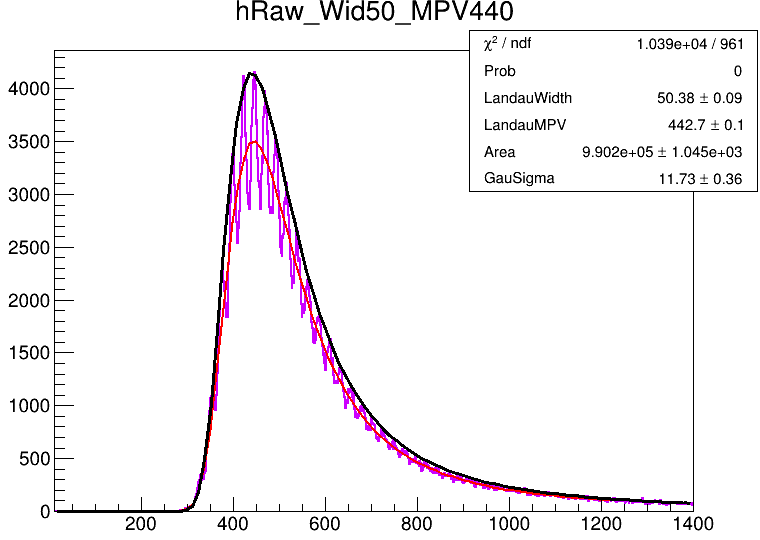 hRaw_Wid50_MPV440
χ² / ndf 1.039e+04 / 961
Prob 0
LandauWidth 50.38 ± 0.09
LandauMPV 442.7 ± 0.1
Area 9.902e+05 ± 1.045e+03
GauSigma 11.73 ± 0.36
4000
3500
3000
2500
2000
1500
1000
500
0
200 400 600 800 1000 1200 1400